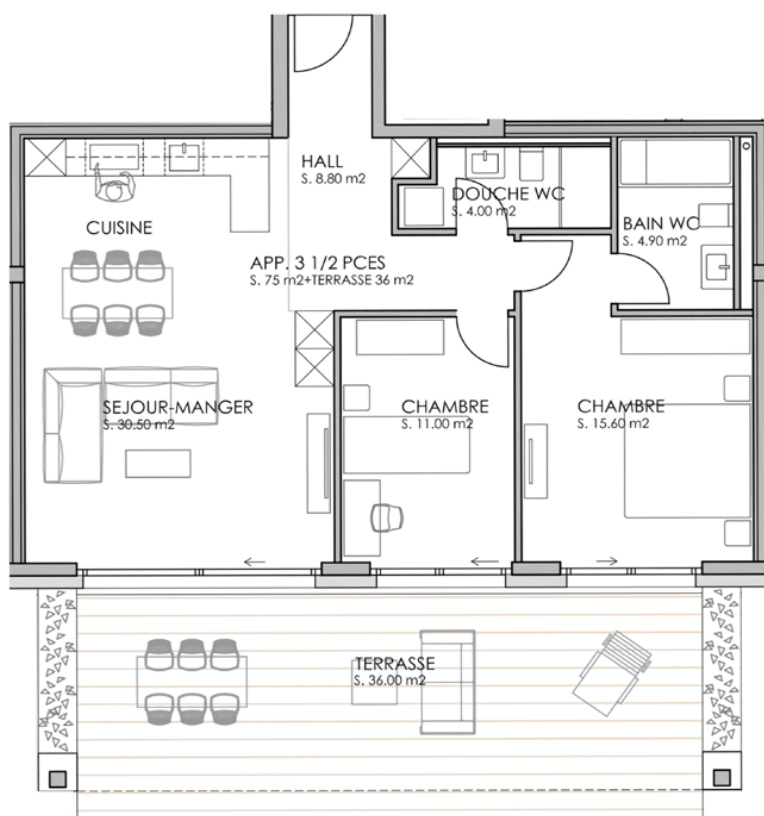 HALL
S. 8.80 m2
DOUCHE WC
S. 4.00 m2
BAIN WC
S. 4.90 m2
CUISINE
APP. 3 1/2 PCES
S. 75 m2+TERRASSE 36 m2
SEJOUR-MANGER
S. 30.50 m2
CHAMBRE
S. 11.00 m2
CHAMBRE
S. 15.60 m2
TERRASSE
S. 36.00 m2